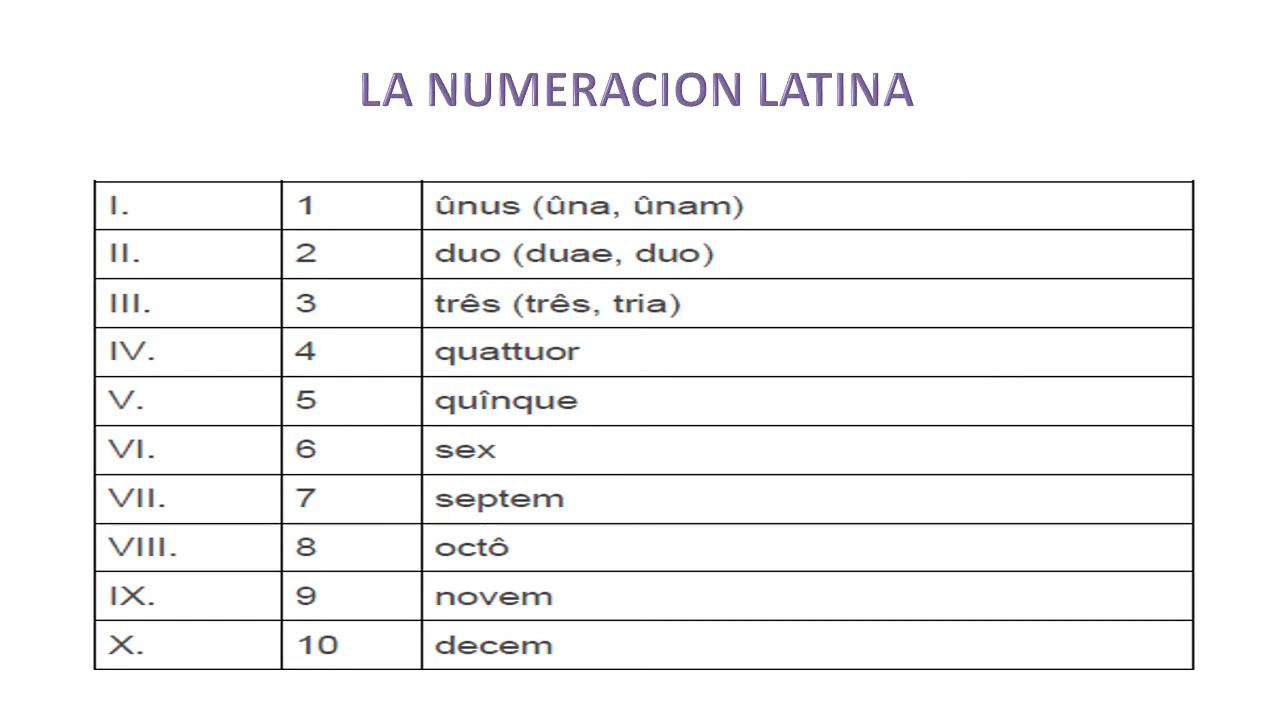 LA NUMERACION LATINA
I. 1 ûnus (ûna, ûnam)
II. 2 duo (duae, duo)
III. 3 três (três, tria)
IV. 4 quattuor
V. 5 quînque
VI. 6 sex
VII. 7 septem
VIII. 8 octô
IX. 9 novem
X. 10 decem